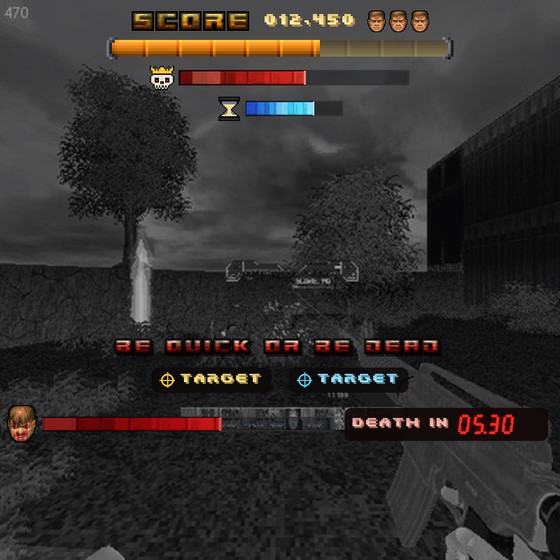 470
SCORE 012,450
BE QUICK OR BE DEAD
TARGET TARGET
DEATH IN 05.30